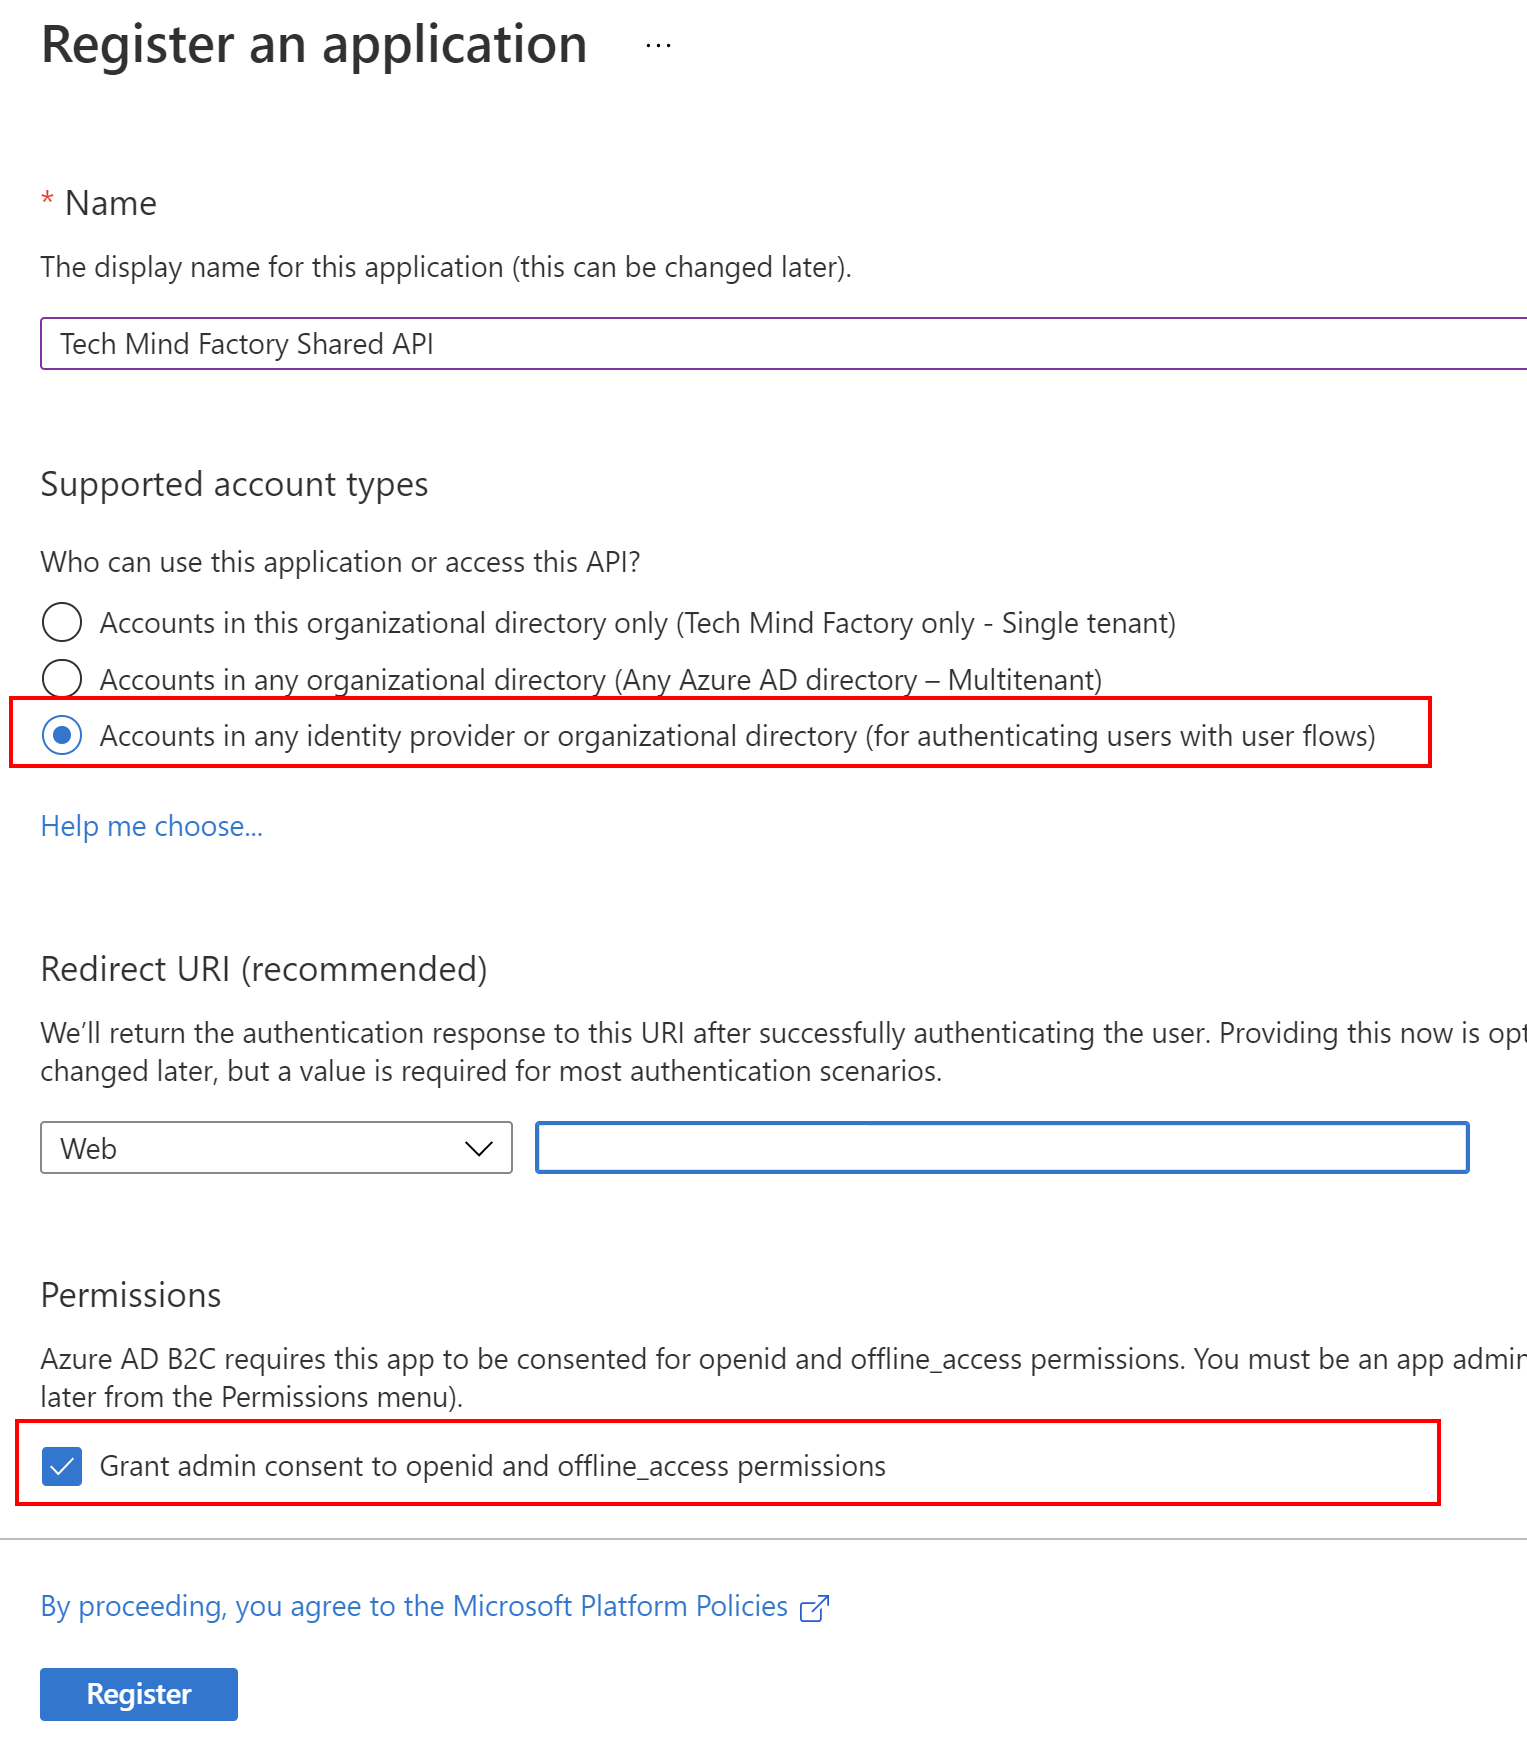 Register an application ...
* Name
The display name for this application (this can be changed later).
Tech Mind Factory Shared API
Supported account types
Who can use this application or access this API?
Accounts in this organizational directory only (Tech Mind Factory only - Single tenant)
Accounts in any organizational directory (Any Azure AD directory – Multitenant)
Accounts in any identity provider or organizational directory (for authenticating users with user flows)
Help me choose...
Redirect URI (recommended)
We’ll return the authentication response to this URI after successfully authenticating the user. Providing this now is opt
changed later, but a value is required for most authentication scenarios.
Web
Permissions
Azure AD B2C requires this app to be consented for openid and offline_access permissions. You must be an app admin
later from the Permissions menu).
Grant admin consent to openid and offline_access permissions
By proceeding, you agree to the Microsoft Platform Policies
Register